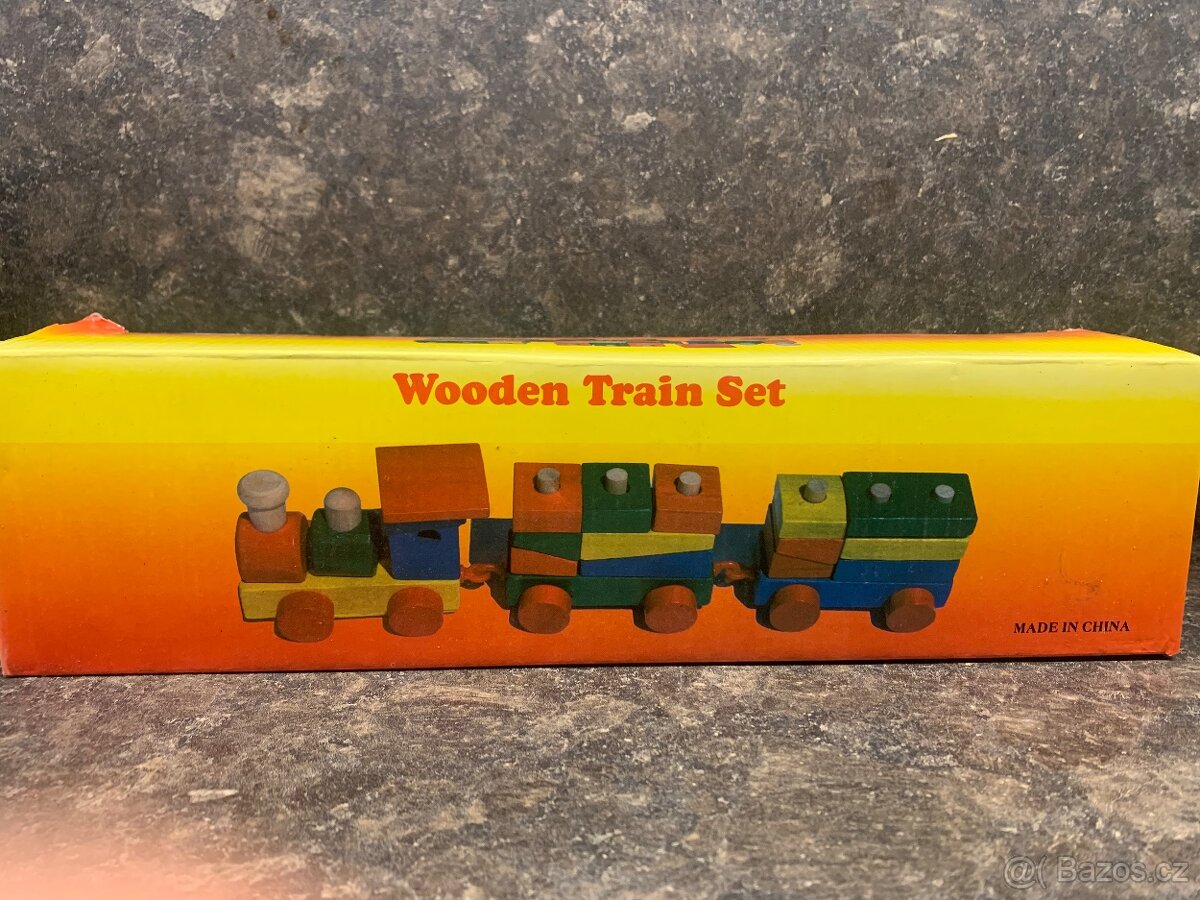 Wooden Train Set
MADE IN CHINA
@( Bazos.cz